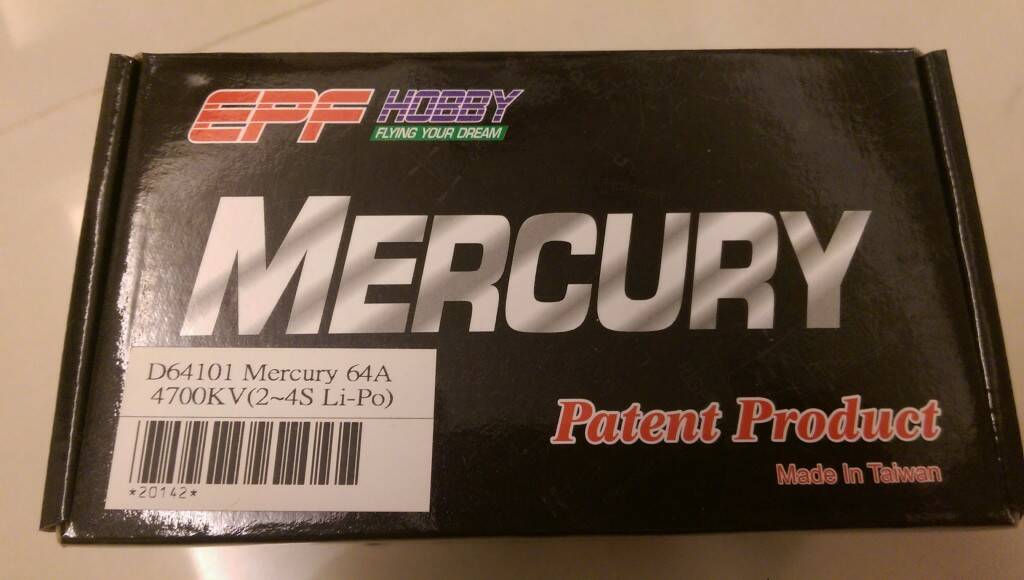 EPF HOBBY
FLYING YOUR DREAM
MERCURY
D64101 Mercury 64A
4700KV(2~4S Li-Po)
*20142*
Patent Product
Made In Taiwan